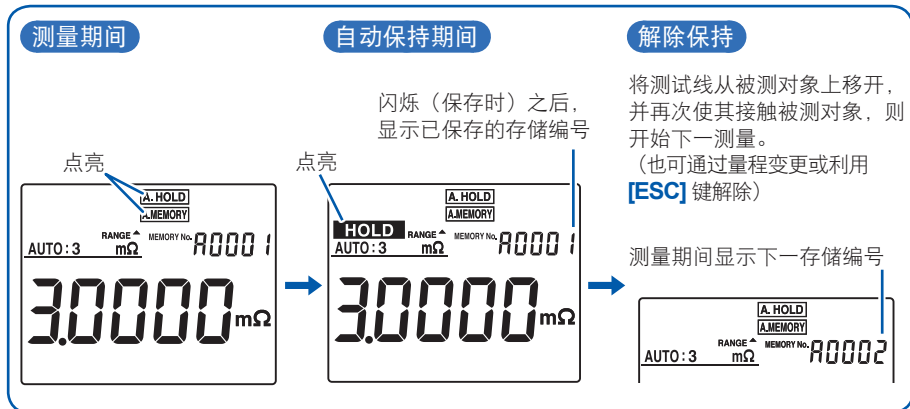 测量期间
点亮
A. HOLD
A.MEMORY
AUTO:3 RANGE mΩ MEMORY No. A0001
3.0000mΩ
自动保持期间
闪烁（保存时）之后，
显示已保存的存储编号
点亮
A. HOLD
A.MEMORY
HOLD
AUTO:3 RANGE mΩ MEMORY No. A0001
3.0000mΩ
解除保持
将测试线从被测对象上移开，
并再次使其接触被测对象，则
开始下一测量。
（也可通过量程变更或利用
[ESC] 键解除）
测量期间显示下一存储编号
A. HOLD
A.MEMORY
AUTO:3 RANGE mΩ MEMORY No. A0002